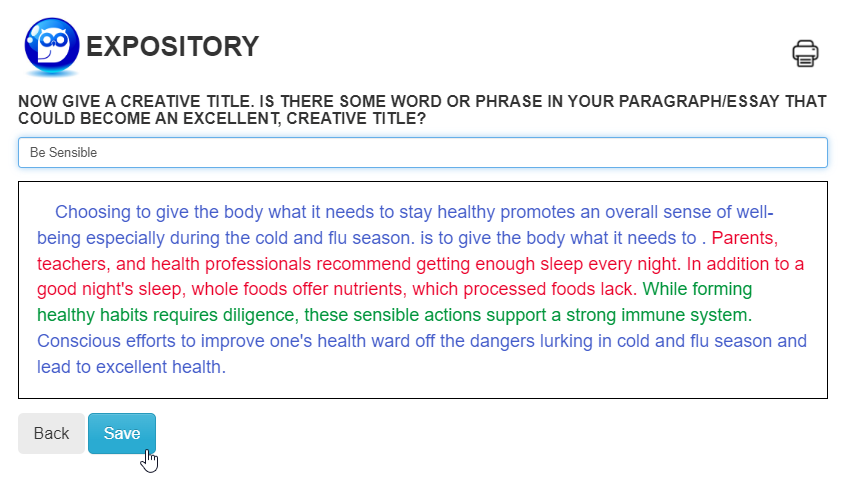 EXPOSITORY
NOW GIVE A CREATIVE TITLE. IS THERE SOME WORD OR PHRASE IN YOUR PARAGRAPH/ESSAY THAT
COULD BECOME AN EXCELLENT, CREATIVE TITLE?
Be Sensible
Choosing to give the body what it needs to stay healthy promotes an overall sense of well-
being especially during the cold and flu season. is to give the body what it needs to . Parents,
teachers, and health professionals recommend getting enough sleep every night. In addition to a
good night's sleep, whole foods offer nutrients, which processed foods lack. While forming
healthy habits requires diligence, these sensible actions support a strong immune system.
Conscious efforts to improve one's health ward off the dangers lurking in cold and flu season and
lead to excellent health.
Back Save